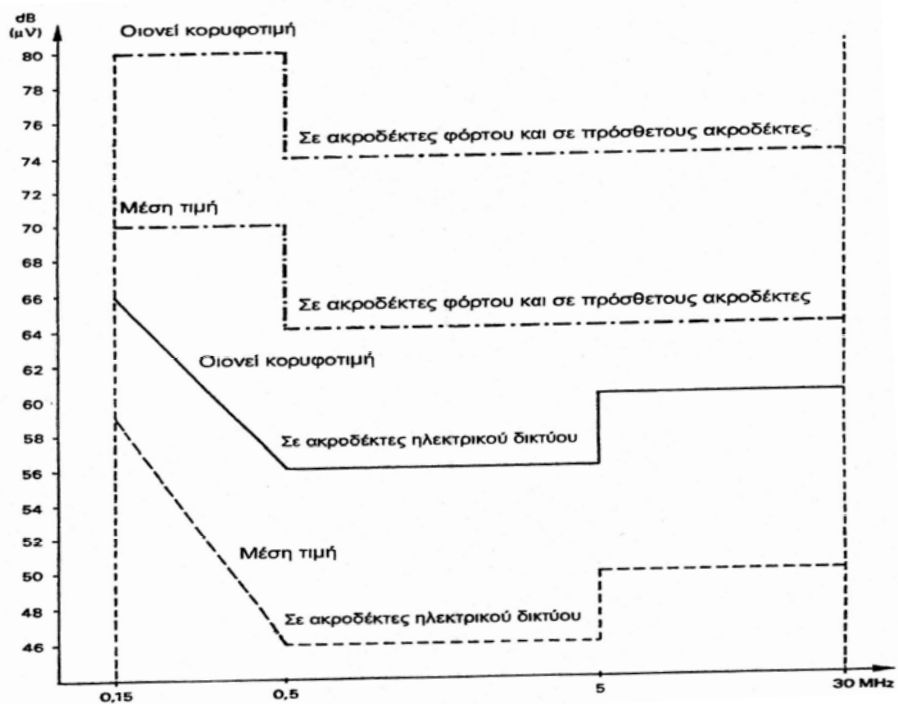 dB
(μV)
Οιονεί κορυφοτιμή
80
78
76
Σε ακροδέκτες φόρτου και σε πρόσθετους ακροδέκτες
74
72
Μέση τιμή
70
68
66
Σε ακροδέκτες φόρτου και σε πρόσθετους ακροδέκτες
64
62
Οιονεί κορυφοτιμή
60
58
Σε ακροδέκτες ηλεκτρικού δικτύου
56
54
52
Μέση τιμή
50
48
Σε ακροδέκτες ηλεκτρικού δικτύου
46
0,15
0,5
5
30 MHz